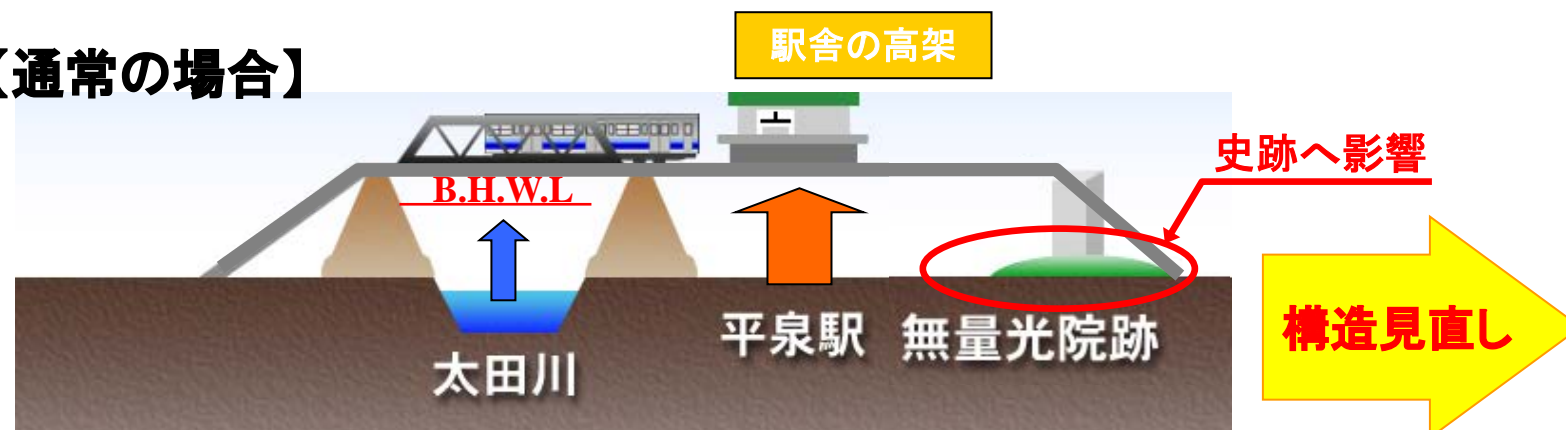 【通常の場合】
駅舎の高架
史跡へ影響
B.H.W.L
構造見直し
平泉駅
無量光院跡
太田川